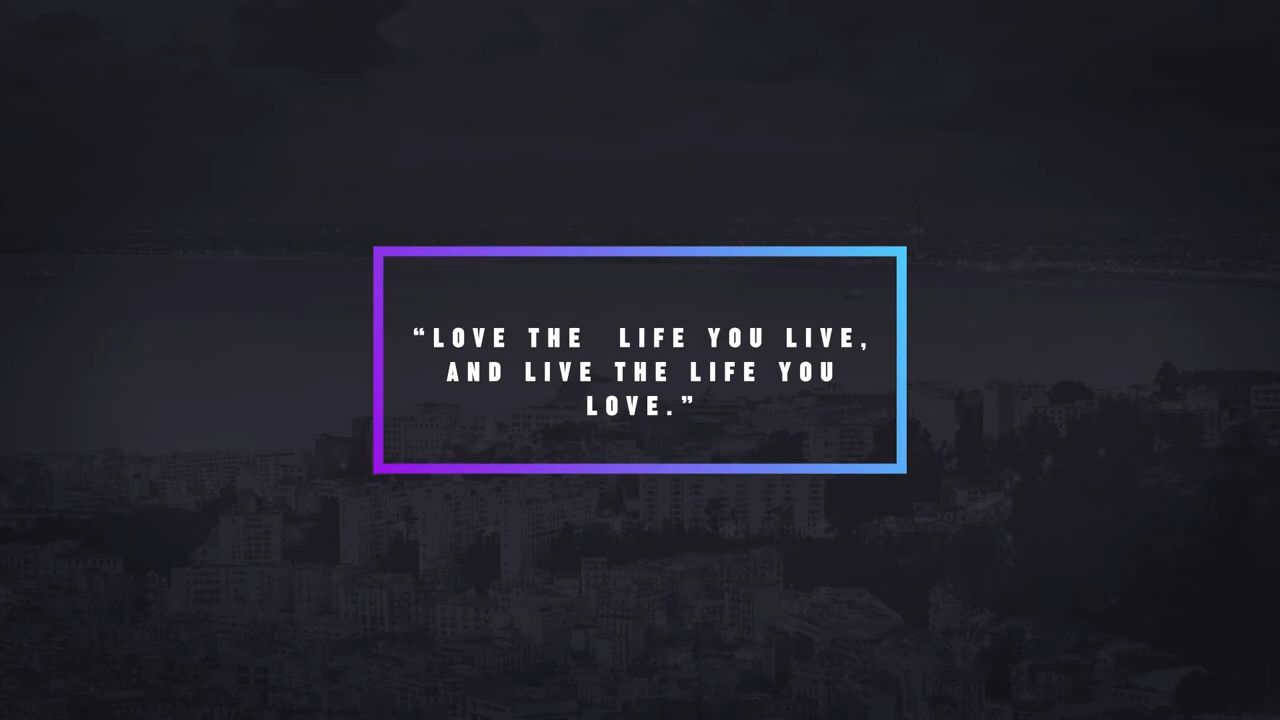 “LOVE THE  LIFE YOU LIVE,
AND LIVE THE LIFE YOU
LOVE.”